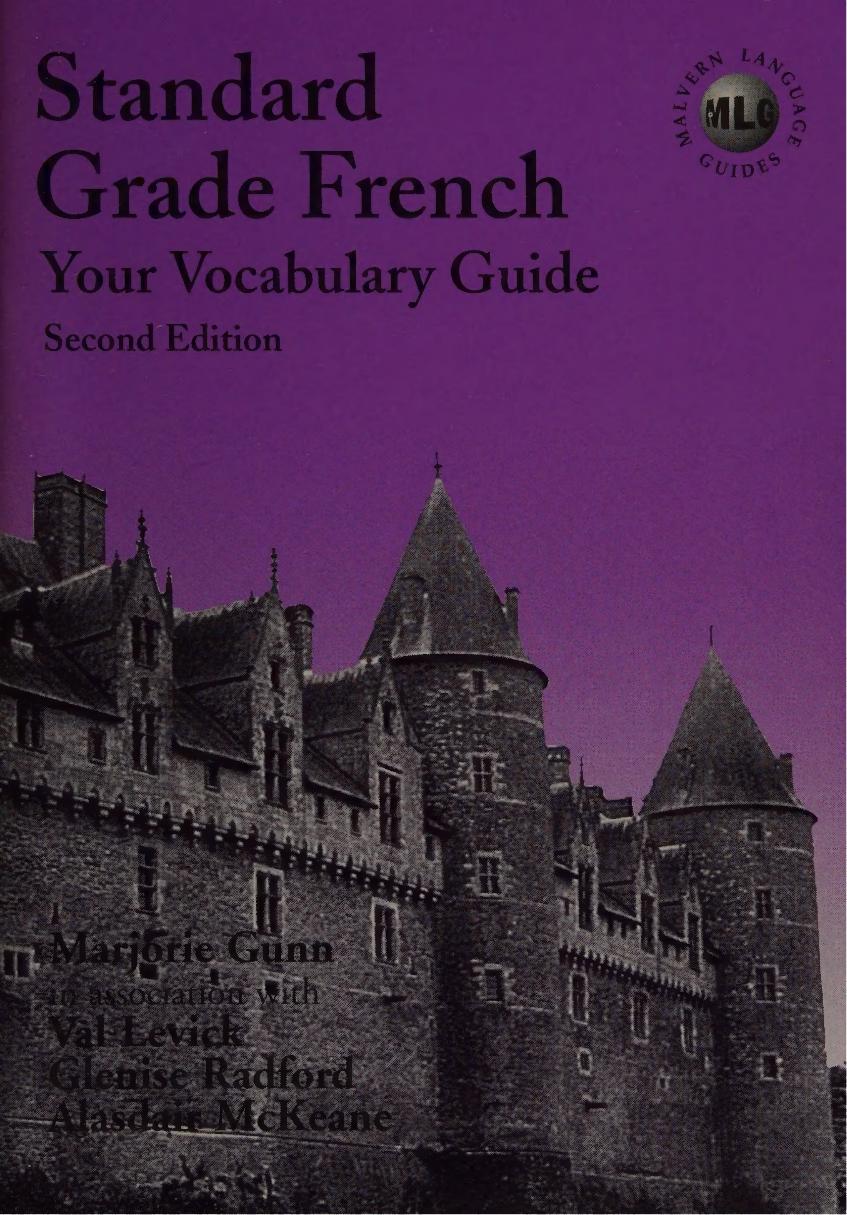 Standard
Grade French
Your Vocabulary Guide
Second Edition
MALVERN LANGUAGE
GUIDES
MLG
Marjorie Gunn
in association with
Val Levick
Glenise Radford
Alasdair McKeane